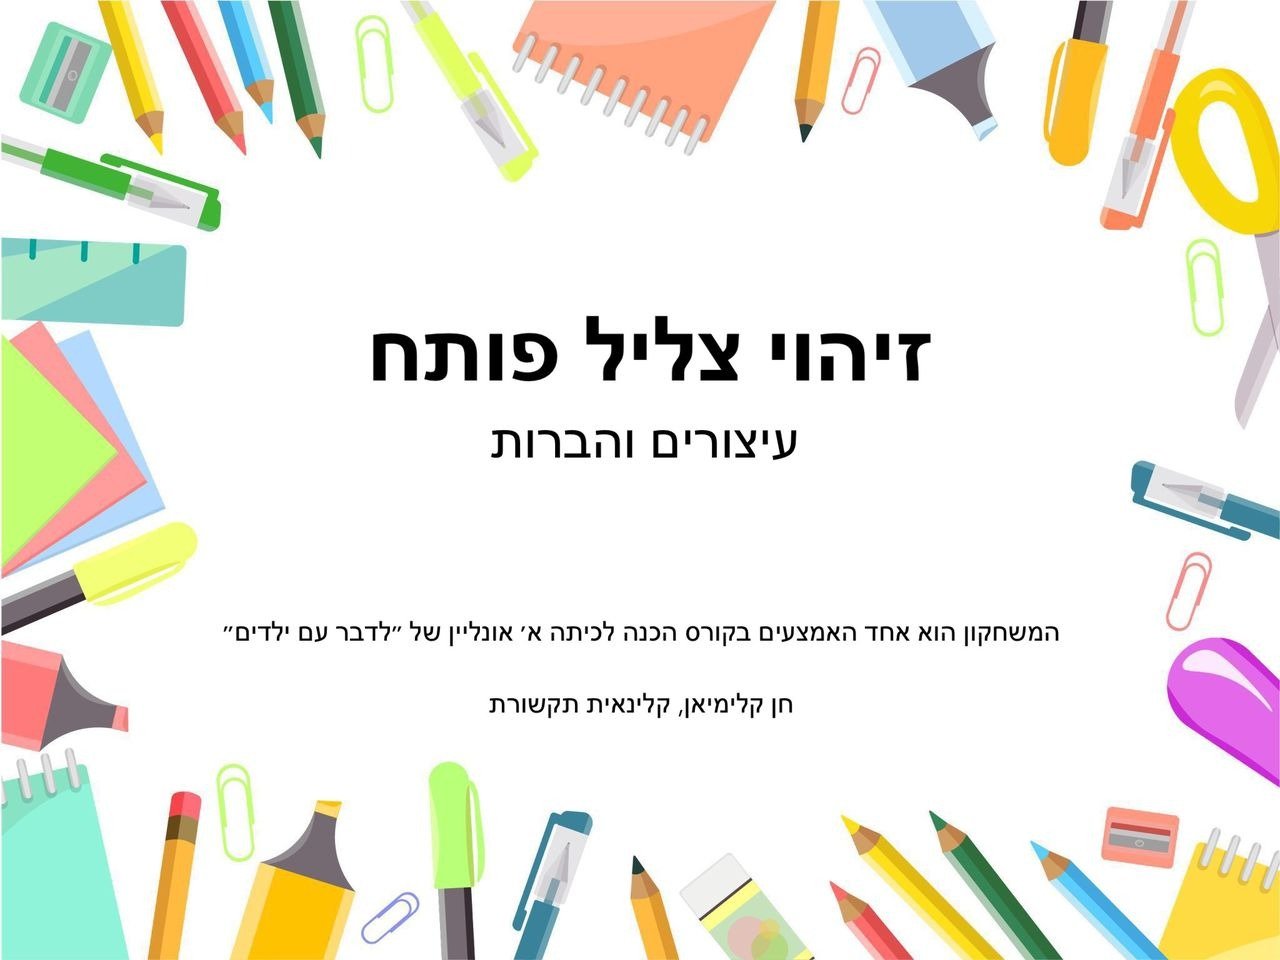 זיהוי צליל פותח
עיצורים והברות
המשחקון הוא אחד האמצעים בקורס הכנה לכיתה א׳ אונליין של ״לדבר עם ילדים״
חן קלימיאן, קלינאית תקשורת